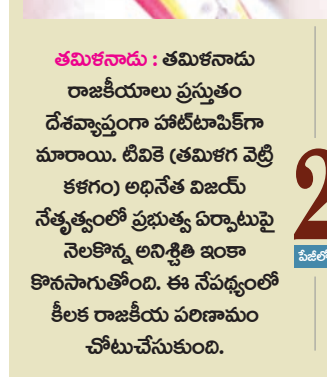 తమిళనాడు : తమిళనాడు
రాజకీయాలు ప్రస్తుతం
దేశవ్యాప్తంగా హాట్‌టాపిక్‌గా
మారాయి. టివికె (తమిళగ వెట్రి
కళగం) అధినేత విజయ్
నేతృత్వంలో ప్రభుత్వ ఏర్పాటుపై
నెలకొన్న అనిశ్చితి ఇంకా
కొనసాగుతోంది. ఈ నేపథ్యంలో
కీలక రాజకీయ పరిణామం
చోటుచేసుకుంది.
2
పేజీలో